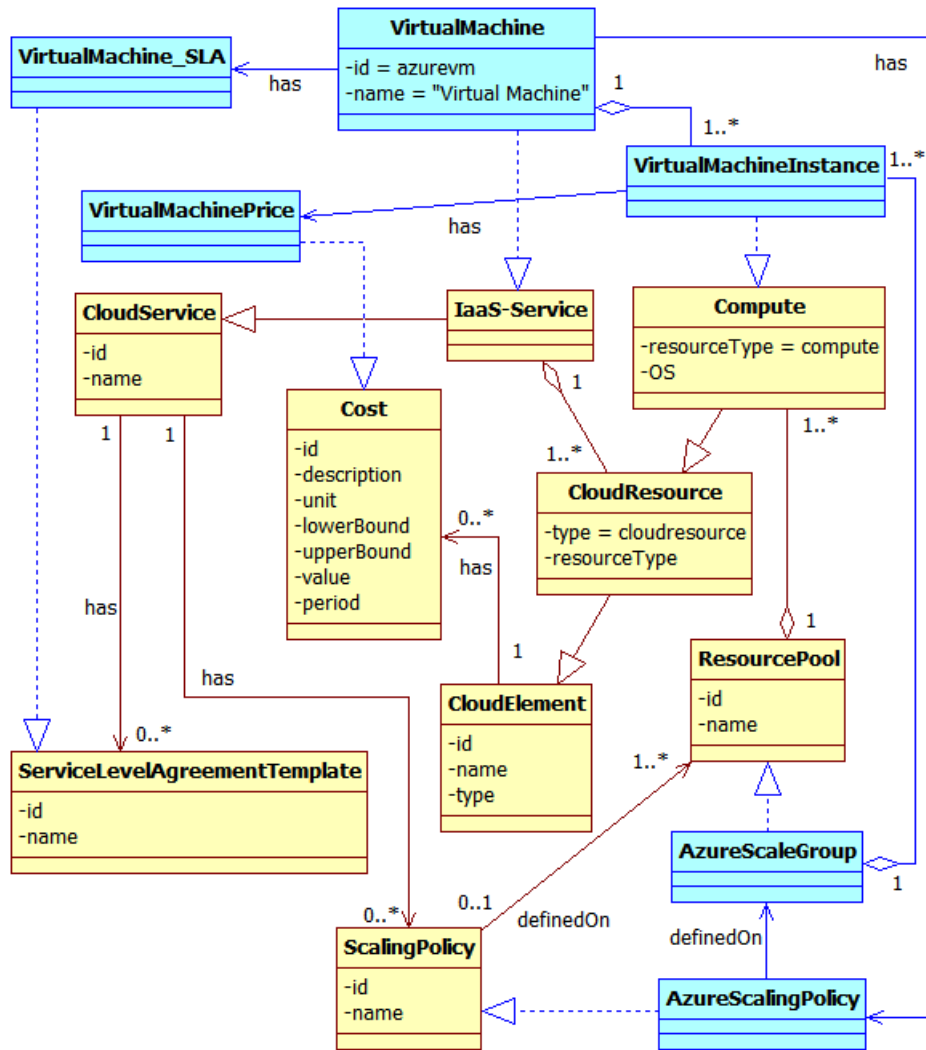 VirtualMachine
-id = azurevm
-name = "Virtual Machine"
VirtualMachine_SLA
has
has
1
1..*
VirtualMachineInstance
1..*
VirtualMachinePrice
has
CloudService
-id
-name
IaaS-Service
Compute
-resourceType = compute
-OS
1
1
1
1..*
1..*
Cost
-id
-description
-unit
-lowerBound
-upperBound
-value
-period
0..*
has
CloudResource
-type = cloudresource
-resourceType
has
has
1
1
ResourcePool
-id
-name
CloudElement
-id
-name
-type
0..*
ServiceLevelAgreementTemplate
-id
-name
1..*
AzureScaleGroup
1
0..*
0..1
definedOn
definedOn
ScalingPolicy
-id
-name
AzureScalingPolicy